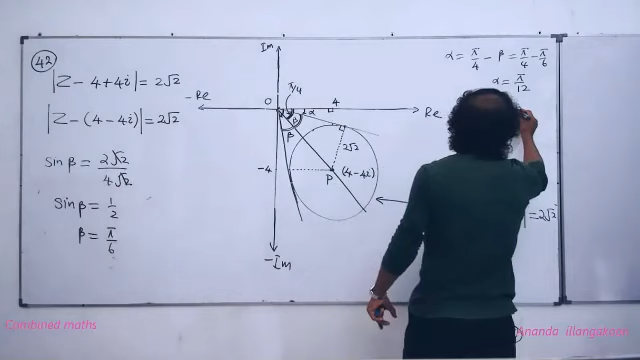 42
|Z - 4 + 4i| = 2√2
|Z - (4 - 4i)| = 2√2
Sin β = 2√2 / 4√2
Sin β = 1/2
β = π/6
Im
- Re
O
π/4
α
4
Re
β
β
2√2
-4
P
(4-4i)
-Im
α = π/4 - β = π/4 - π/6
α = π/12
| = 2√2
Combined maths
Ananda illangakoon